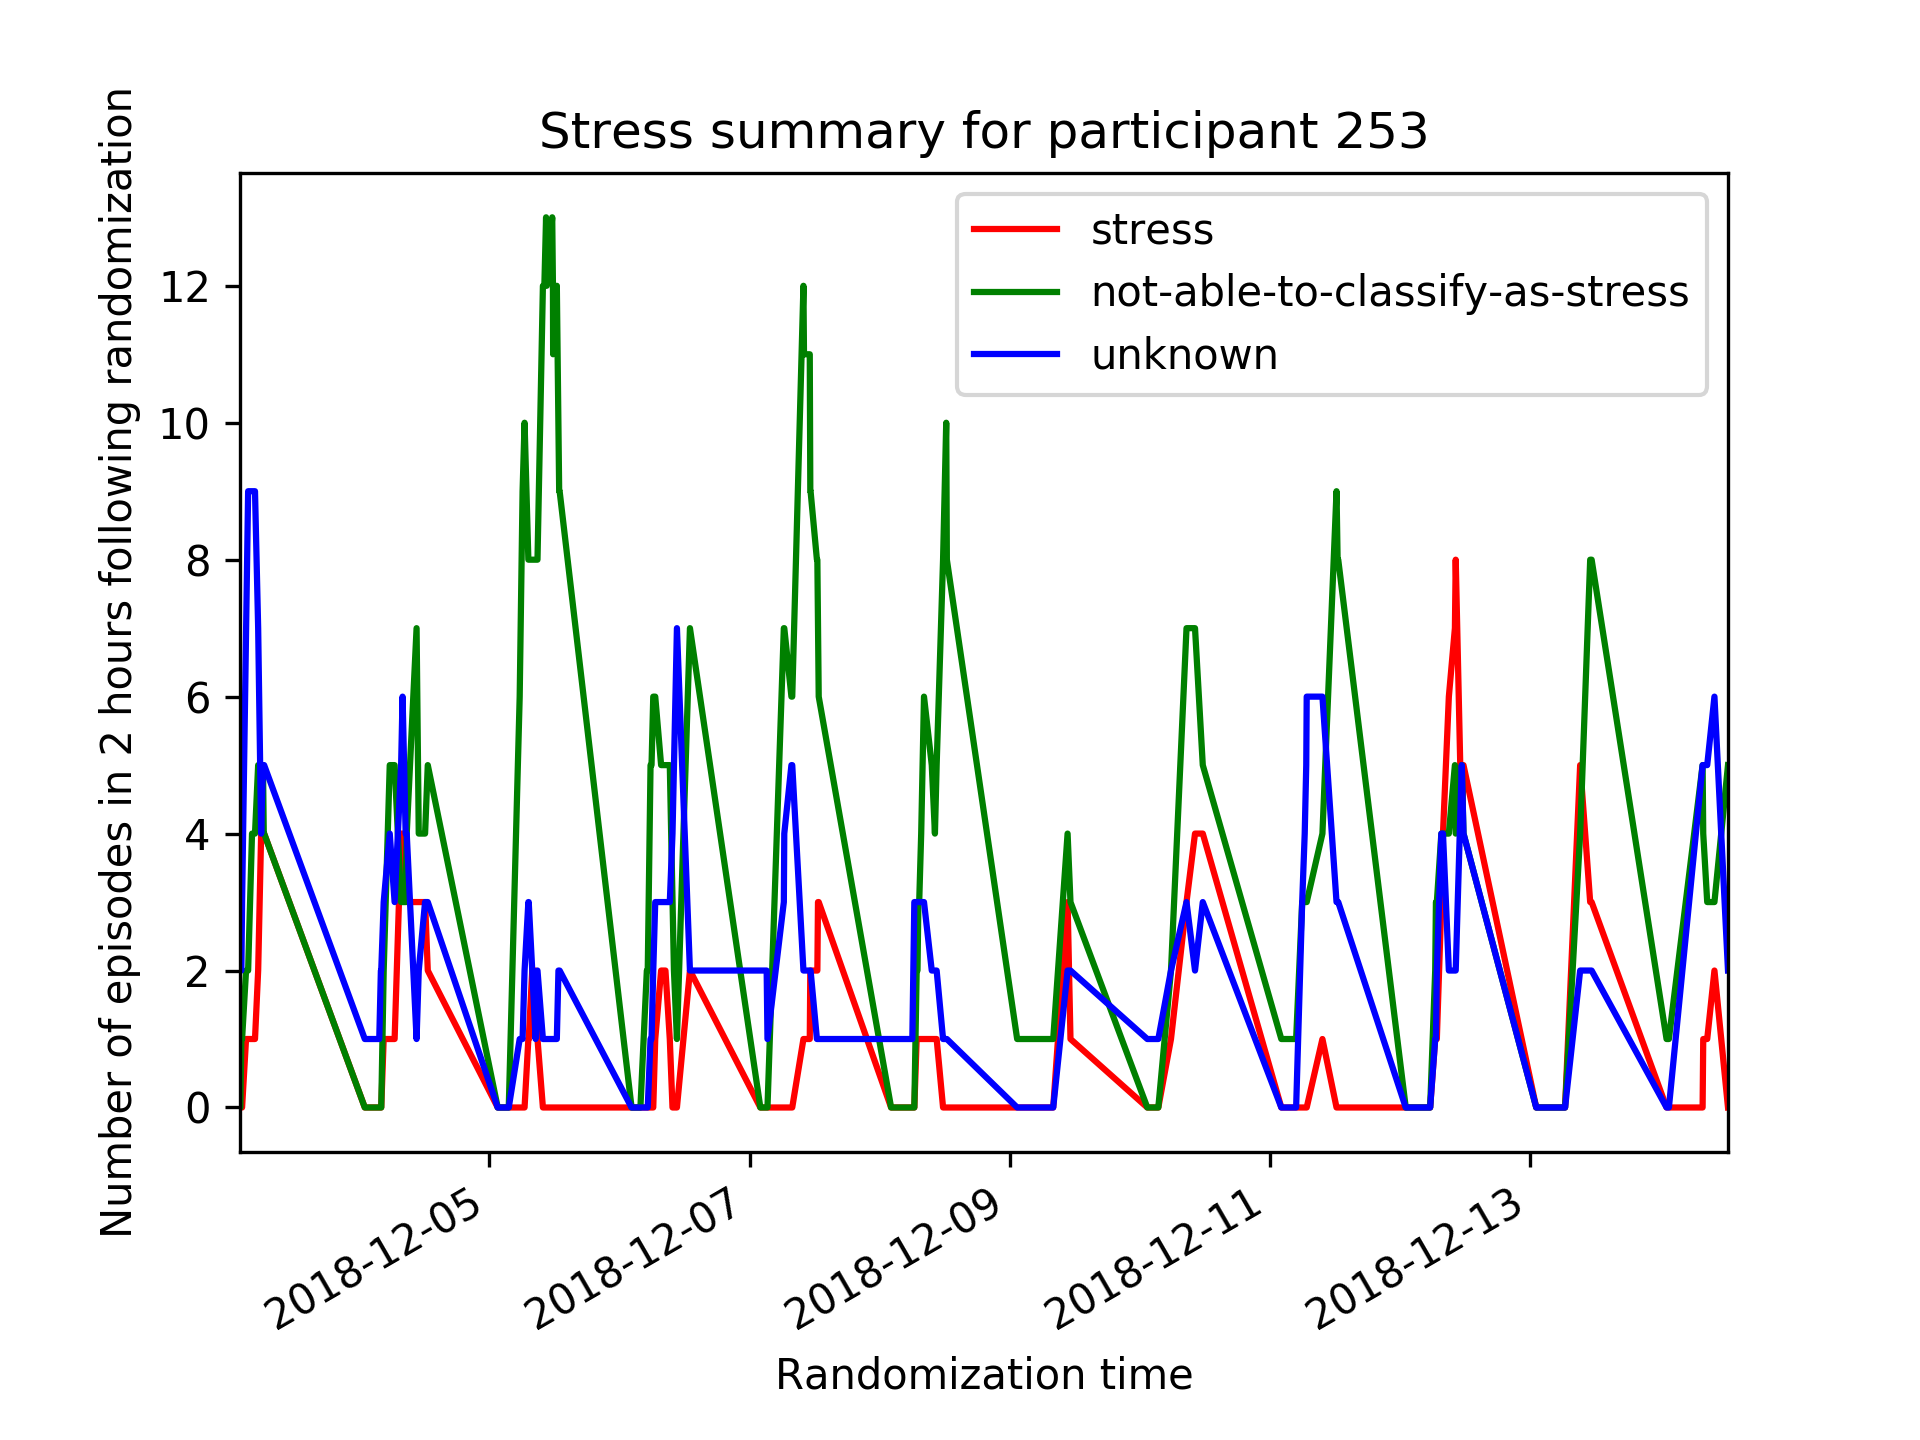 Stress summary for participant 253
Number of episodes in 2 hours following randomization
12
10
8
6
4
2
0
stress
not-able-to-classify-as-stress
unknown
2018-12-05
2018-12-07
2018-12-09
2018-12-11
2018-12-13
Randomization time